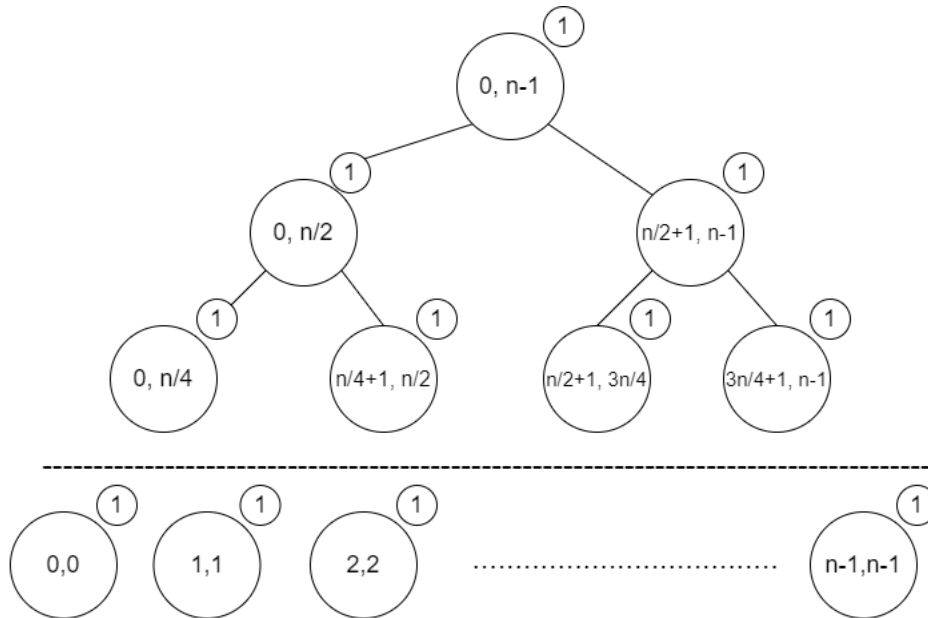 1
0, n-1
1
1
0, n/2
n/2+1, n-1
1
1
1
1
0, n/4
n/4+1, n/2
n/2+1, 3n/4
3n/4+1, n-1
1
1
1
1
0,0
1,1
2,2
n-1,n-1